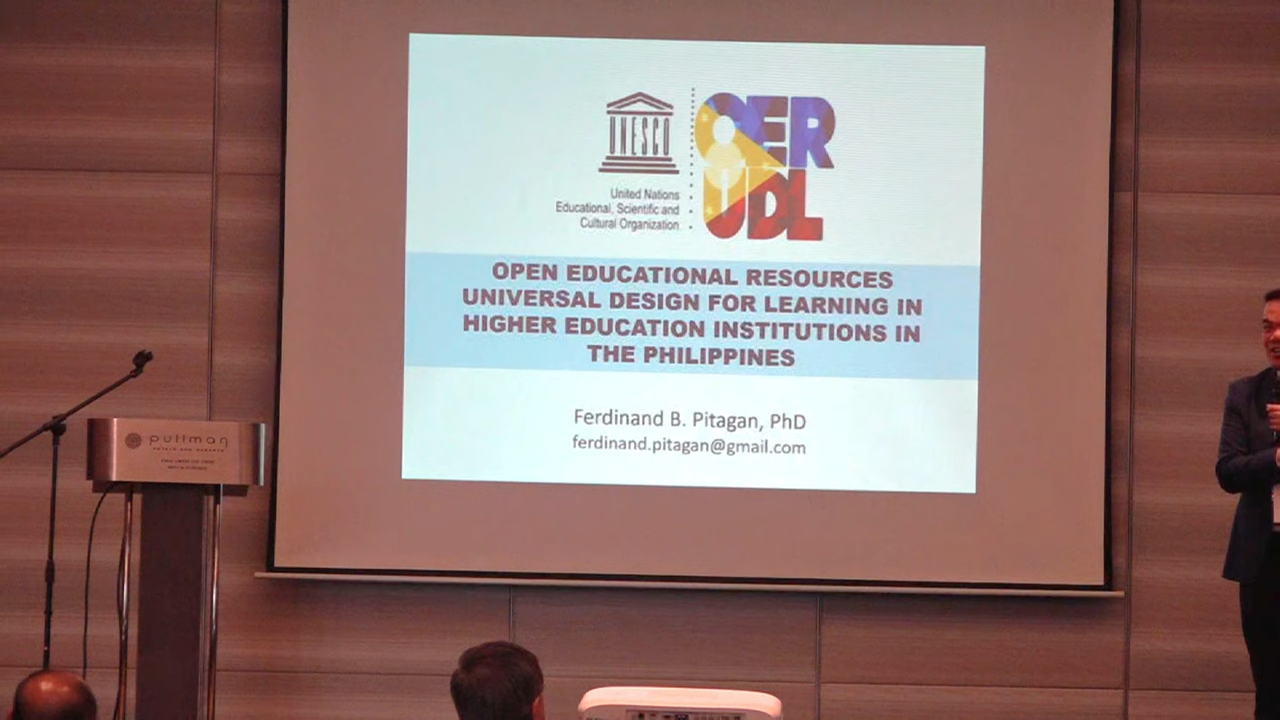 UNESCO
OER
UDL
United Nations
Educational, Scientific and
Cultural Organization
OPEN EDUCATIONAL RESOURCES
UNIVERSAL DESIGN FOR LEARNING IN
HIGHER EDUCATION INSTITUTIONS IN
THE PHILIPPINES
Ferdinand B. Pitagan, PhD
ferdinand.pitagan@gmail.com
pullman